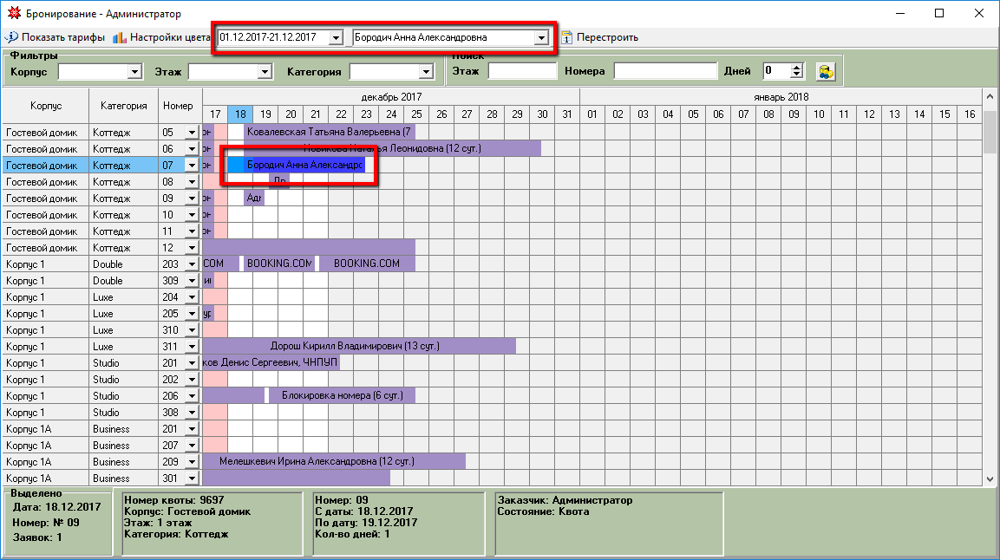 Бронирование - Администратор
Показать тарифы Настройки цвета 01.12.2017-21.12.2017 Бородич Анна Александровна Перестроить
Фильтры Поиск
Корпус Этаж Категория Этаж Номера Дней 0
Корпус Категория Номер декабрь 2017 январь 2018
17 18 19 20 21 22 23 24 25 26 27 28 29 30 31 01 02 03 04 05 06 07 08 09 10 11 12 13 14 15 16
Гостевой домик Коттедж 05 он Ковалевская Татьяна Валерьевна (7
Гостевой домик Коттедж 06 он Новикова Наталья Леонидовна (12 сут.)
Гостевой домик Коттедж 07 он Бородич Анна Александрс
Гостевой домик Коттедж 08 Пр
Гостевой домик Коттедж 09 он Адм
Гостевой домик Коттедж 10 он
Гостевой домик Коттедж 11 он
Гостевой домик Коттедж 12
Корпус 1 Double 203 COM BOOKING.COM BOOKING.COM
Корпус 1 Double 309
Корпус 1 Luxe 204
Корпус 1 Luxe 205 ур
Корпус 1 Luxe 310
Корпус 1 Luxe 311 Дорош Кирилл Владимирович (13 сут.)
Корпус 1 Studio 201 ков Денис Сергеевич, ЧНПУП
Корпус 1 Studio 202
Корпус 1 Studio 206 Блокировка номера (6 сут.)
Корпус 1 Studio 308
Корпус 1А Business 201
Корпус 1А Business 207
Корпус 1А Business 209 Мелешкевич Ирина Александровна (12 сут.)
Корпус 1А Business 301
Выделено
Дата: 18.12.2017
Номер: № 09
Заявок: 1
Номер квоты: 9697
Корпус: Гостевой домик
Этаж: 1 этаж
Категория: Коттедж
Номер: 09
С даты: 18.12.2017
По дату: 19.12.2017
Кол-во дней: 1
Заказчик: Администратор
Состояние: Квота